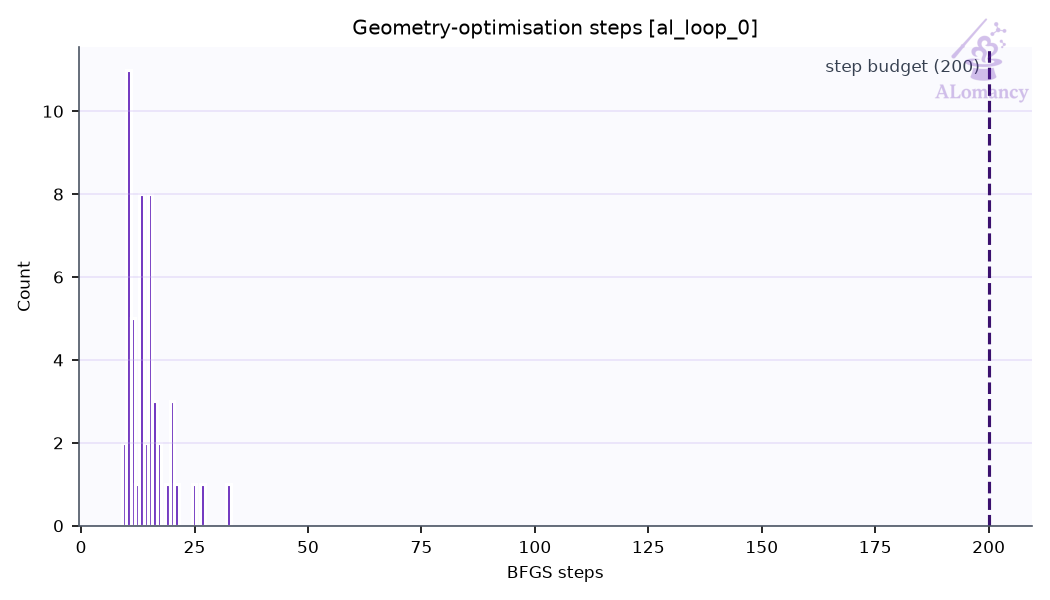 Geometry-optimisation steps [al_loop_0]
step budget (200)
ALomancy
Count
10
8
6
4
2
0
0 25 50 75 100 125 150 175 200
BFGS steps